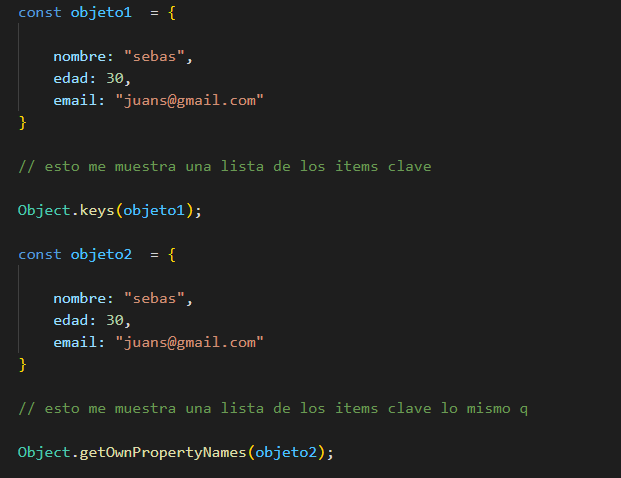 const objeto1  = {
nombre: "sebas",
edad: 30,
email: "juans@gmail.com"
}
// esto me muestra una lista de los items clave
Object.keys(objeto1);
const objeto2  = {
nombre: "sebas",
edad: 30,
email: "juans@gmail.com"
}
// esto me muestra una lista de los items clave lo mismo q
Object.getOwnPropertyNames(objeto2);